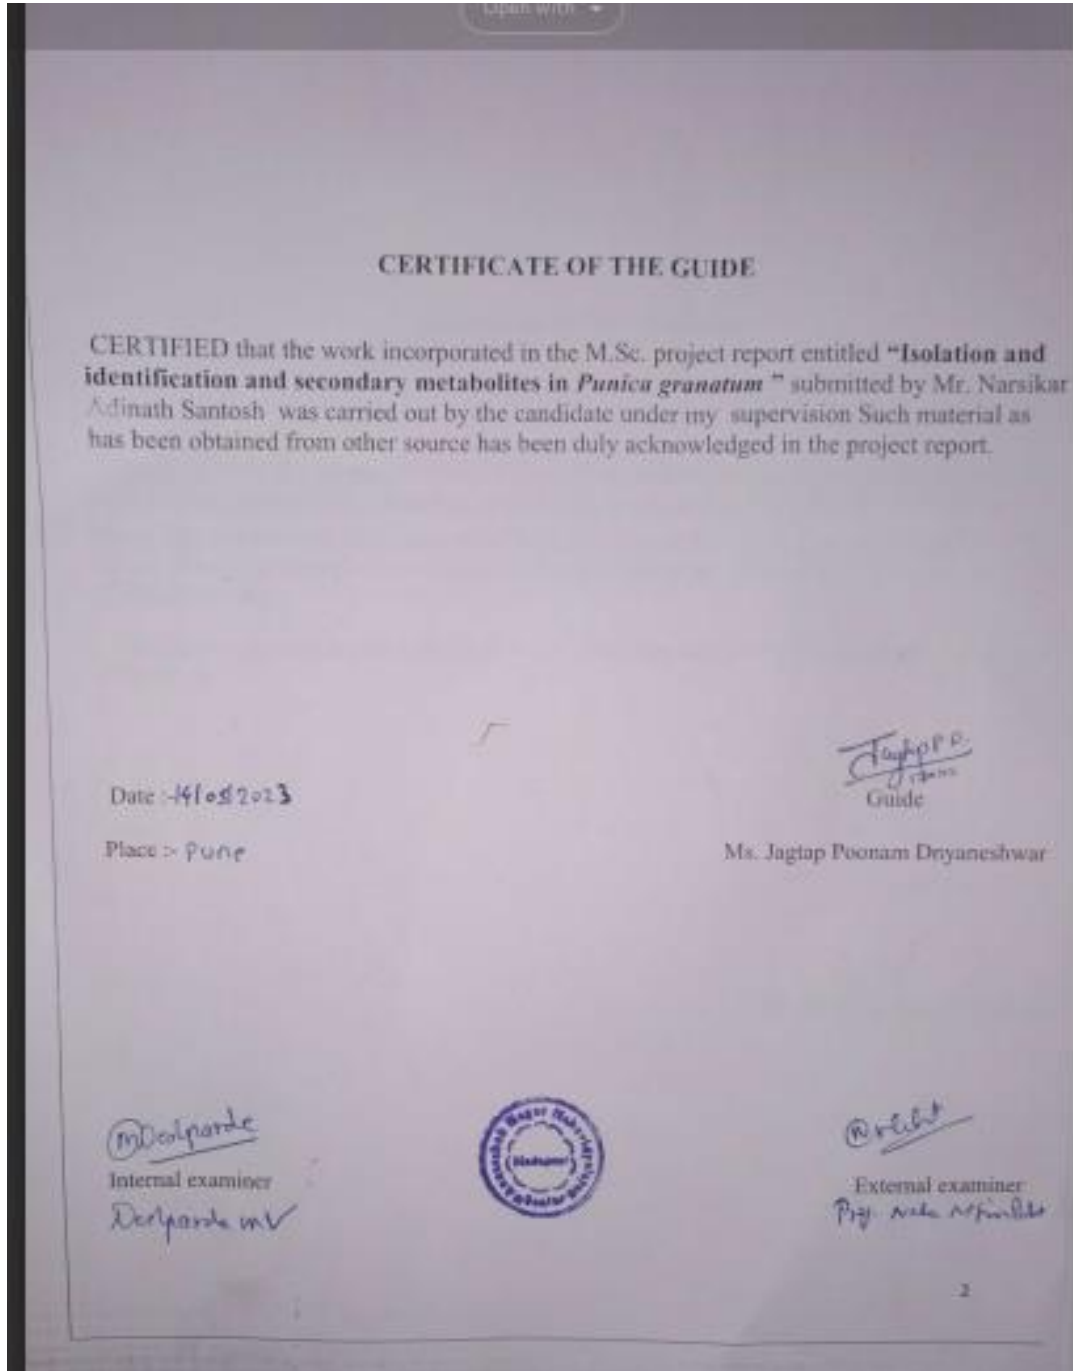 Open with
CERTIFICATE OF THE GUIDE
CERTIFIED that the work incorporated in the M.Sc. project report entitled “Isolation and
identification and secondary metabolites in Punica granatum ” submitted by Mr. Narsikar
Adinath Santosh was carried out by the candidate under my supervision Such material as
has been obtained from other source has been duly acknowledged in the project report.
Date :- 2023
Guide
Place :- Pune
Ms. Jagtap Poonam Dnyaneshwar
Internal examiner
External examiner
2